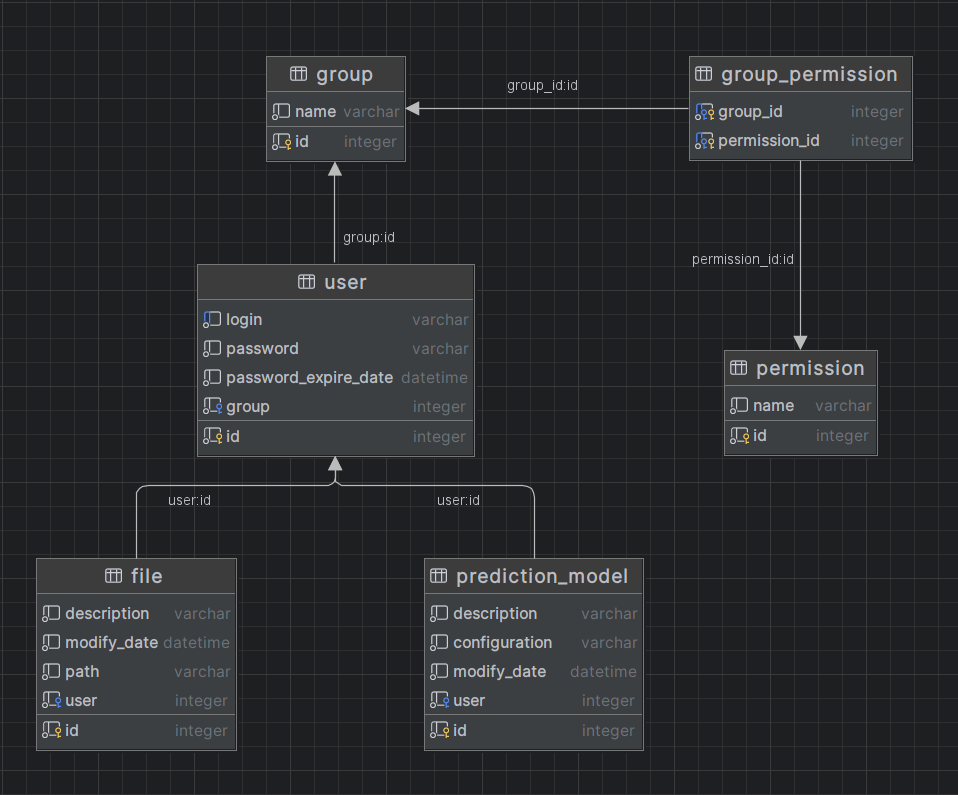 group
name varchar
id integer
group_id:id
group_permission
group_id integer
permission_id integer
group:id
permission_id:id
user
login varchar
password varchar
password_expire_date datetime
group integer
id integer
permission
name varchar
id integer
user:id
user:id
file
description varchar
modify_date datetime
path varchar
user integer
id integer
prediction_model
description varchar
configuration varchar
modify_date datetime
user integer
id integer